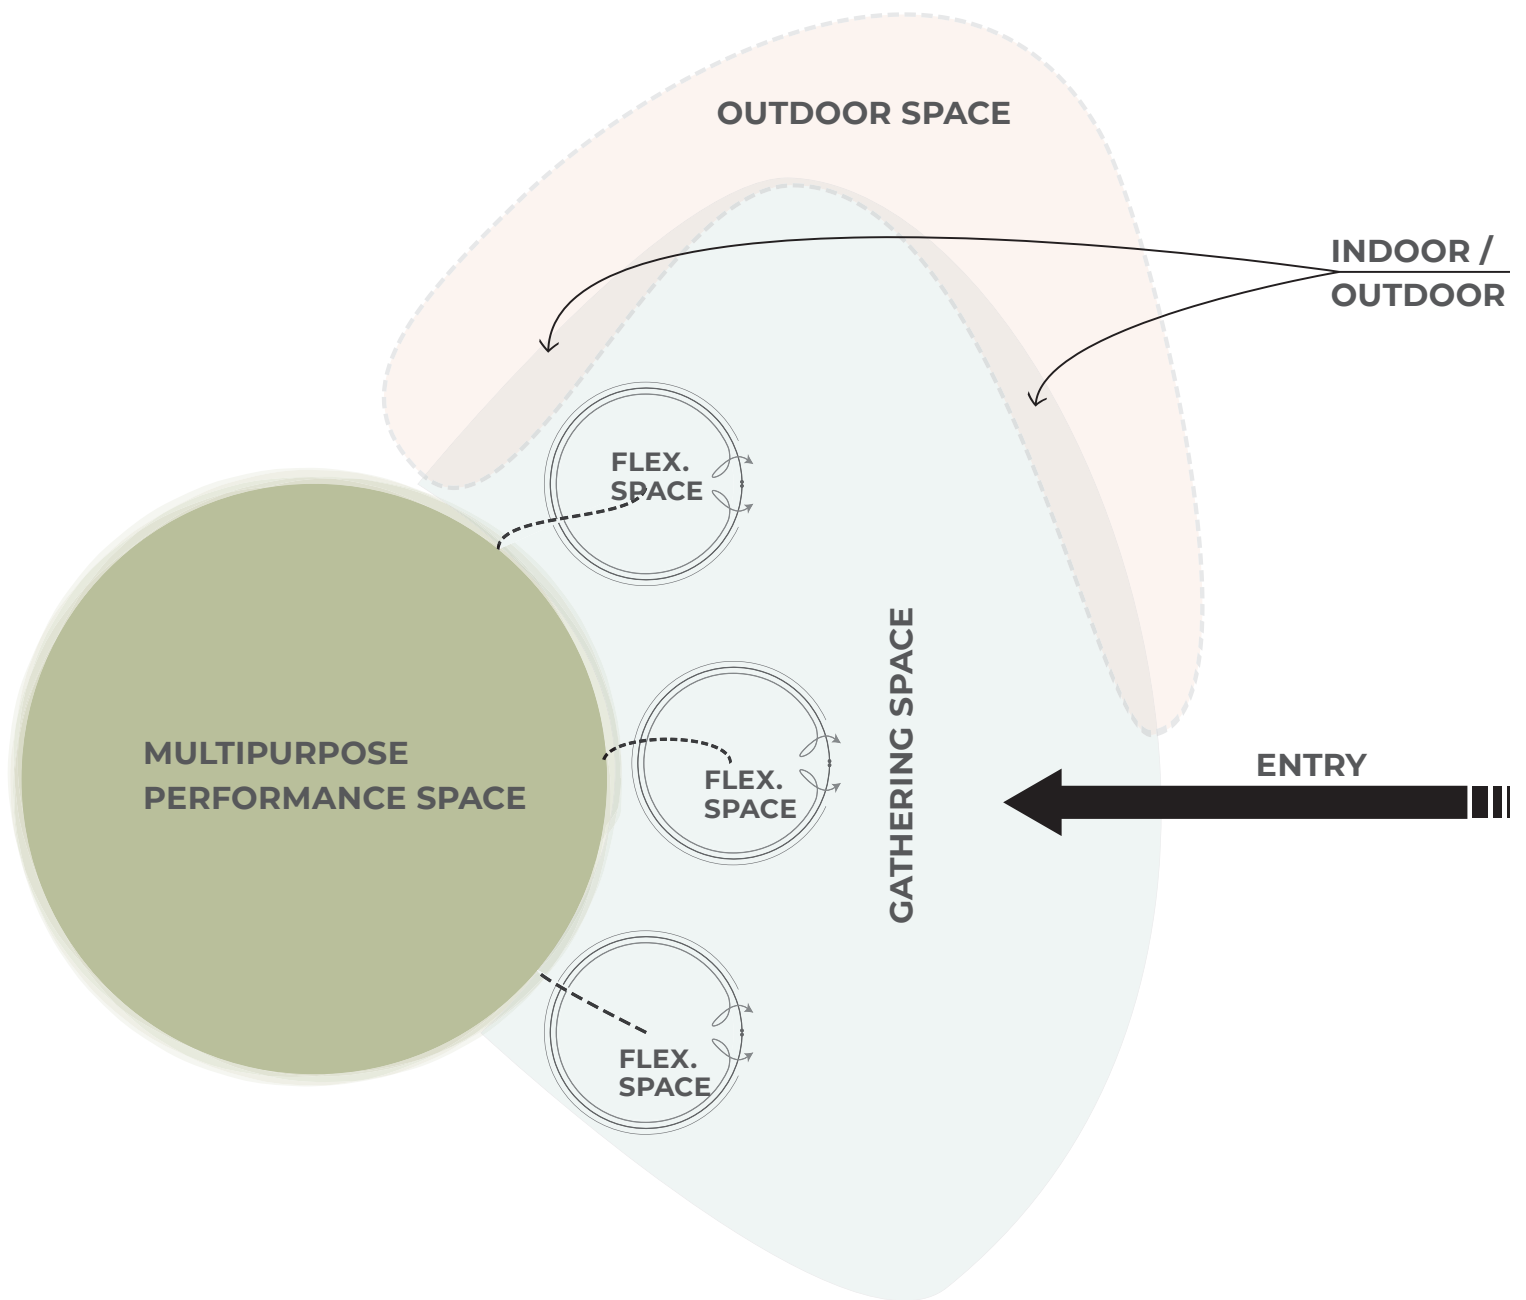 OUTDOOR SPACE
INDOOR /
OUTDOOR
FLEX.
SPACE
GATHERING SPACE
MULTIPURPOSE
PERFORMANCE SPACE
FLEX.
SPACE
ENTRY
FLEX.
SPACE